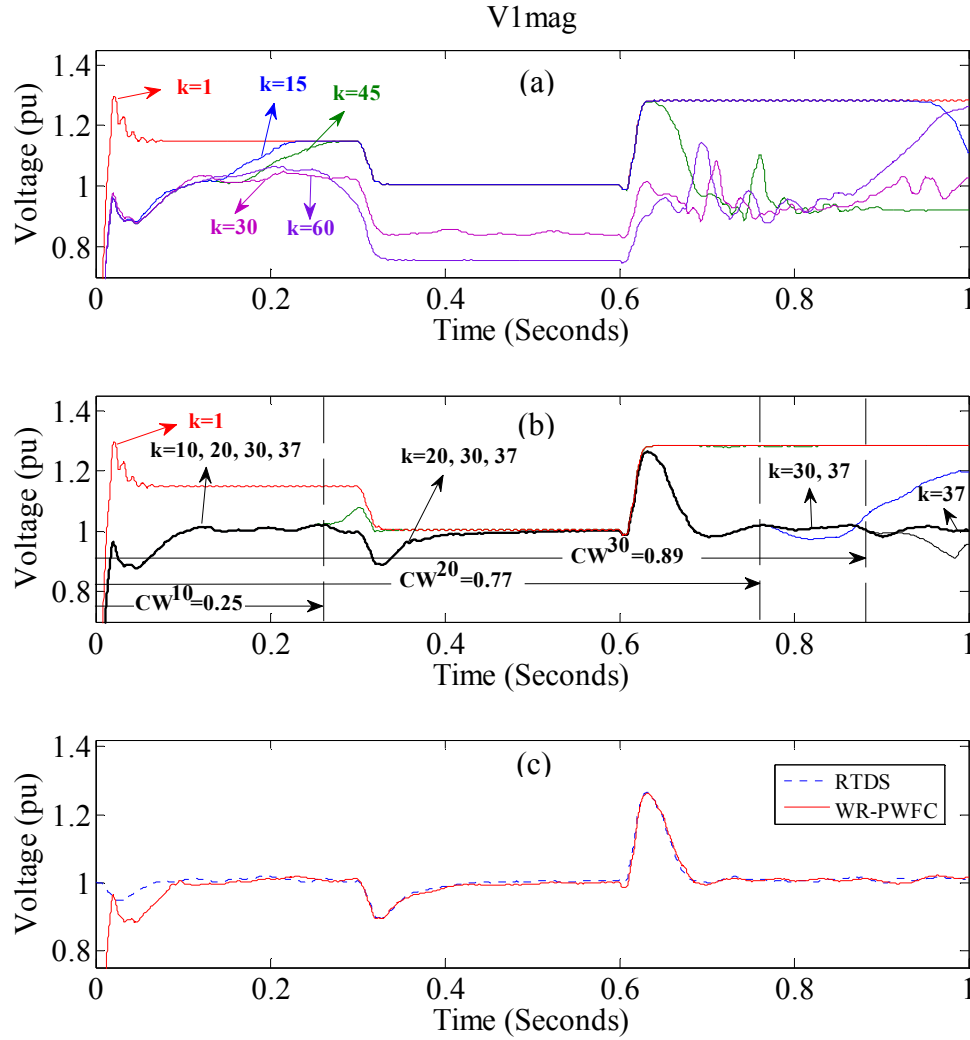 V1mag
1.4
(a)
k=1
k=15
k=45
1.2
Voltage (pu)
1
k=30
k=60
0.8
0
0.2
0.4
0.6
0.8
1
Time (Seconds)
1.4
(b)
k=1
k=10, 20, 30, 37
k=20, 30, 37
k=30, 37
k=37
1.2
Voltage (pu)
1
CW30=0.89
CW20=0.77
0.8
CW10=0.25
0
0.2
0.4
0.6
0.8
1
Time (Seconds)
1.4
(c)
RTDS
WR-PWFC
1.2
Voltage (pu)
1
0.8
0
0.2
0.4
0.6
0.8
1
Time (Seconds)